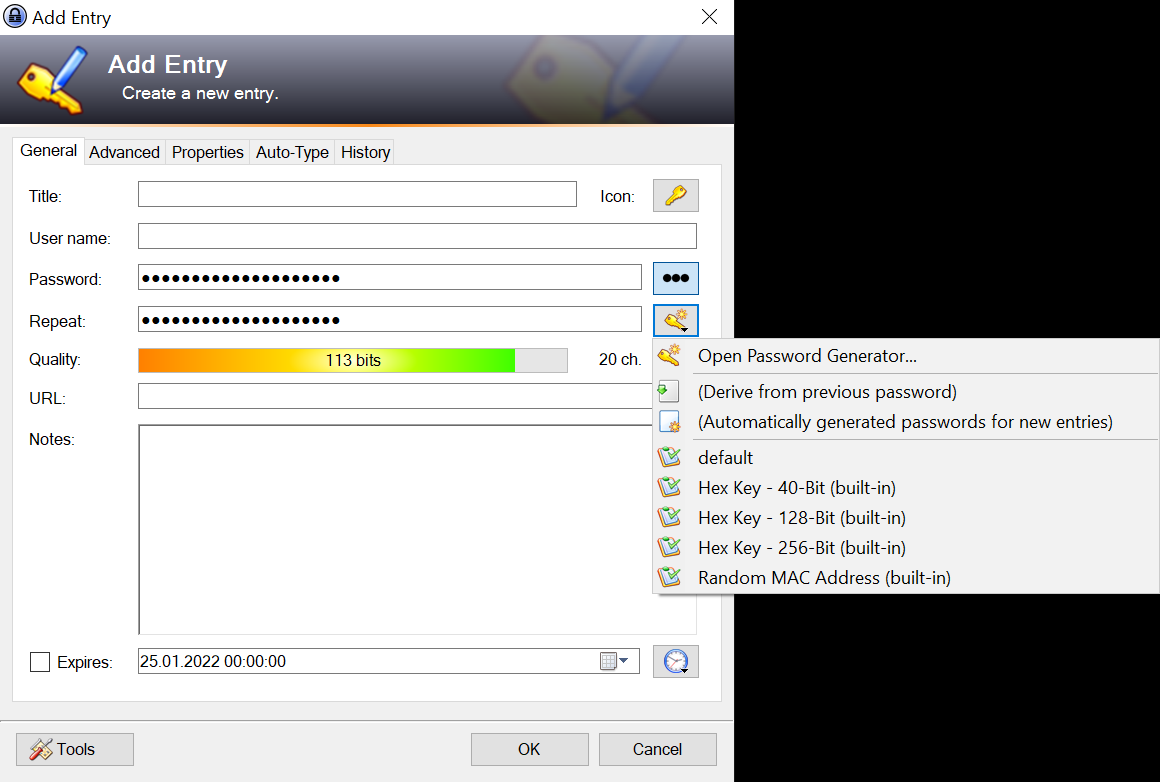 Add Entry
Add Entry
Create a new entry.
General Advanced Properties Auto-Type History
Title: Icon:
User name:
Password: ●●●●●●●●●●●●●●●●●●●● ●●●
Repeat: ●●●●●●●●●●●●●●●●●●●●
Quality: 113 bits 20 ch.
URL:
Notes:
Open Password Generator...
(Derive from previous password)
(Automatically generated passwords for new entries)
default
Hex Key - 40-Bit (built-in)
Hex Key - 128-Bit (built-in)
Hex Key - 256-Bit (built-in)
Random MAC Address (built-in)
Expires: 25.01.2022 00:00:00
Tools OK Cancel